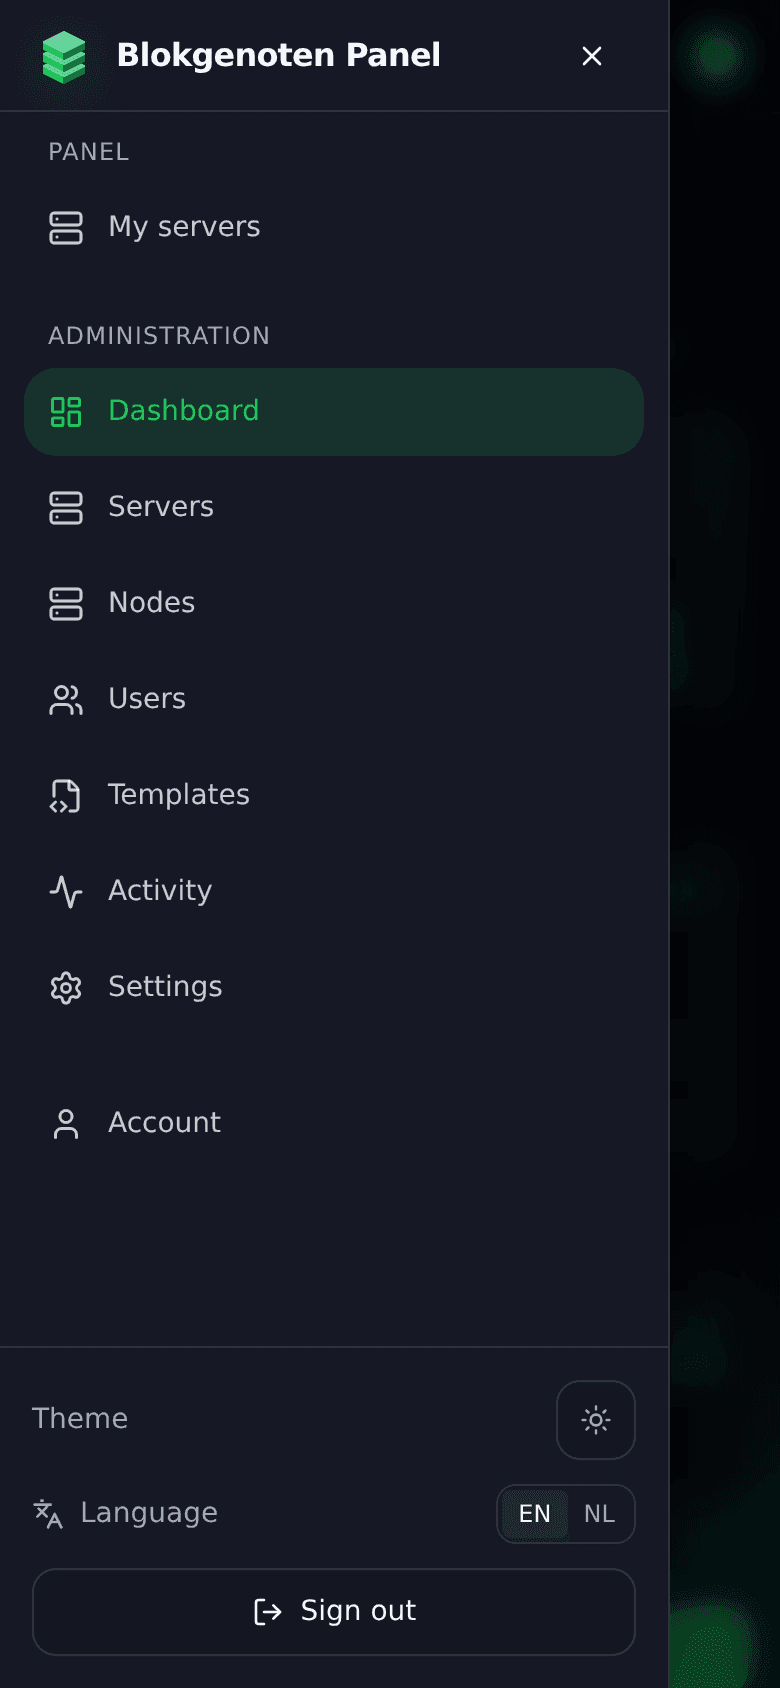 Blokgenoten Panel
PANEL
My servers
ADMINISTRATION
Dashboard
Servers
Nodes
Users
Templates
Activity
Settings
Account
Theme
Language EN NL
Sign out